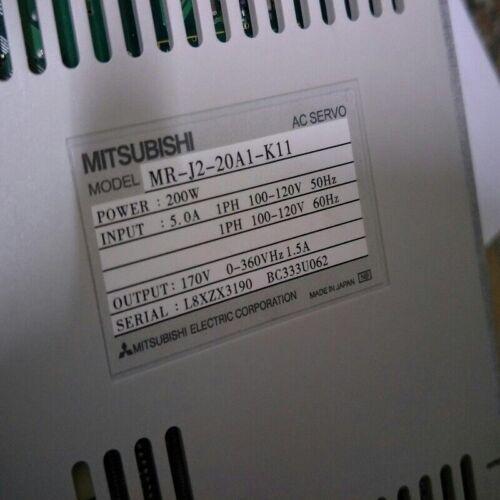 MITSUBISHI AC SERVO
MODEL MR-J2-20A1-K11
POWER : 200W
INPUT : 5.0A 1PH 100-120V 50Hz
1PH 100-120V 60Hz
OUTPUT: 170V 0-360VHz 1.5A
SERIAL : L8XZX3190 BC333U062
MITSUBISHI ELECTRIC CORPORATION MADE IN JAPAN